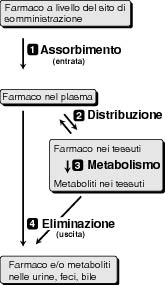 Farmaco a livello del sito di
somministrazione
1 Assorbimento
(entrata)
Farmaco nel plasma
2 Distribuzione
Farmaco nei tessuti
3 Metabolismo
Metaboliti nei tessuti
4 Eliminazione
(uscita)
Farmaco e/o metaboliti
nelle urine, feci, bile